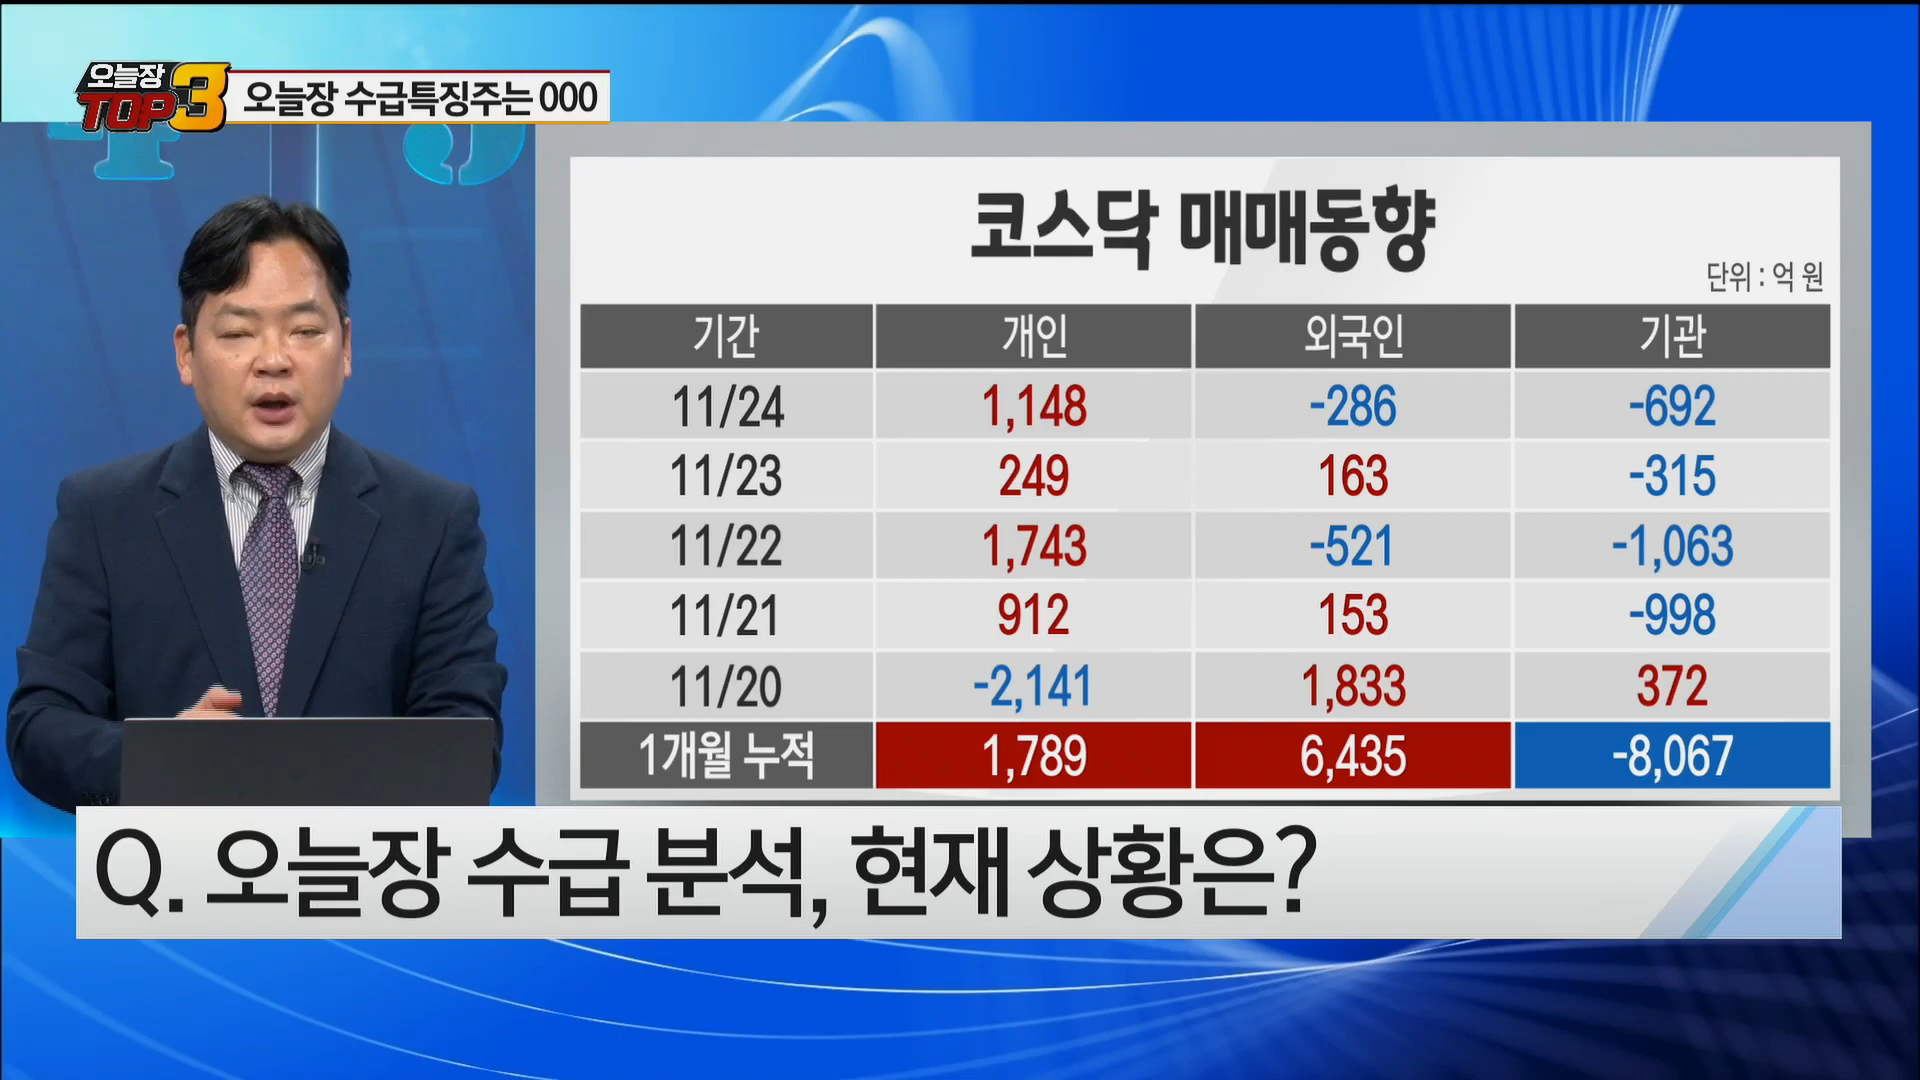 오늘장
TOP3
오늘장 수급특징주는 000
코스닥 매매동향
단위 : 억 원
기간 개인 외국인 기관
11/24 1,148 -286 -692
11/23 249 163 -315
11/22 1,743 -521 -1,063
11/21 912 153 -998
11/20 -2,141 1,833 372
1개월 누적 1,789 6,435 -8,067
Q. 오늘장 수급 분석, 현재 상황은?